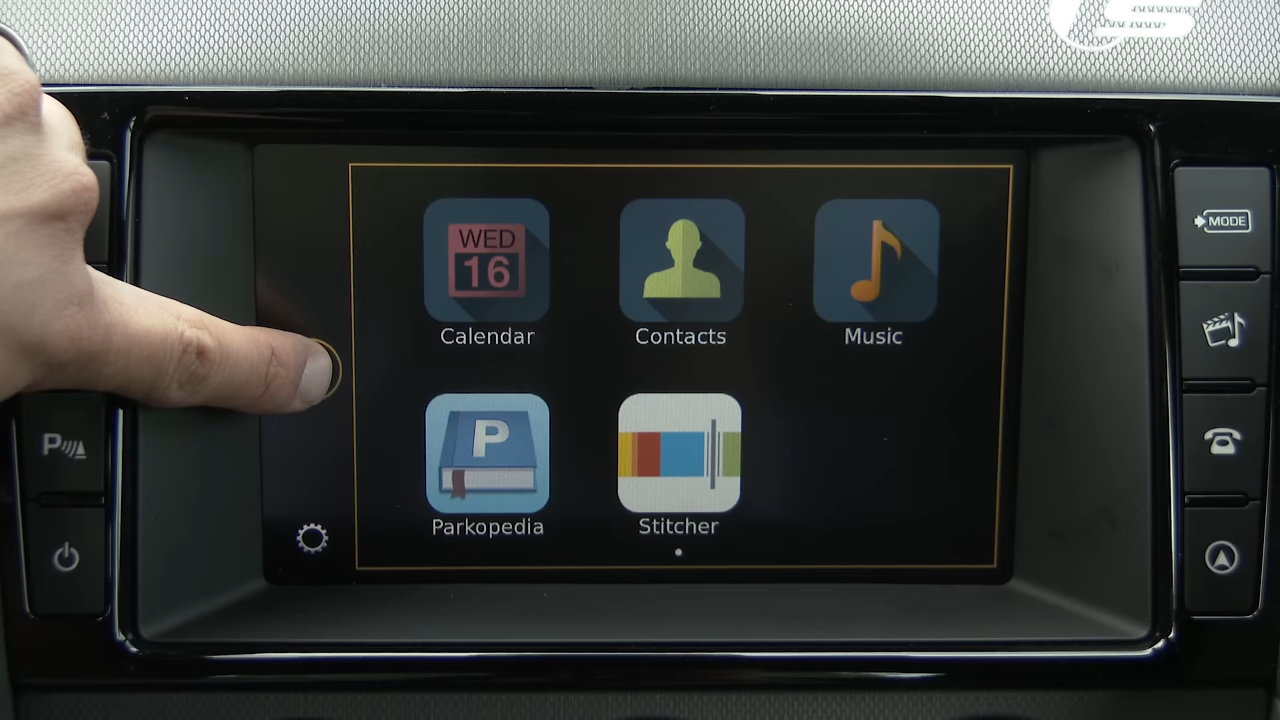 WED
16
Calendar
Contacts
Music
P
Parkopedia
Stitcher
P
MODE